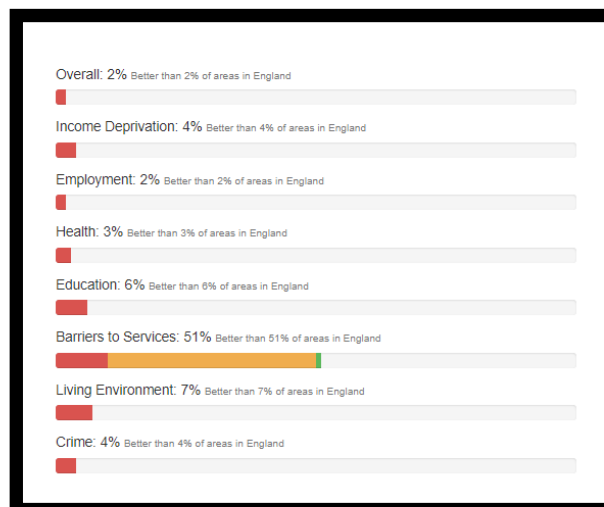 Overall: 2% Better than 2% of areas in England
Income Deprivation: 4% Better than 4% of areas in England
Employment: 2% Better than 2% of areas in England
Health: 3% Better than 3% of areas in England
Education: 6% Better than 6% of areas in England
Barriers to Services: 51% Better than 51% of areas in England
Living Environment: 7% Better than 7% of areas in England
Crime: 4% Better than 4% of areas in England